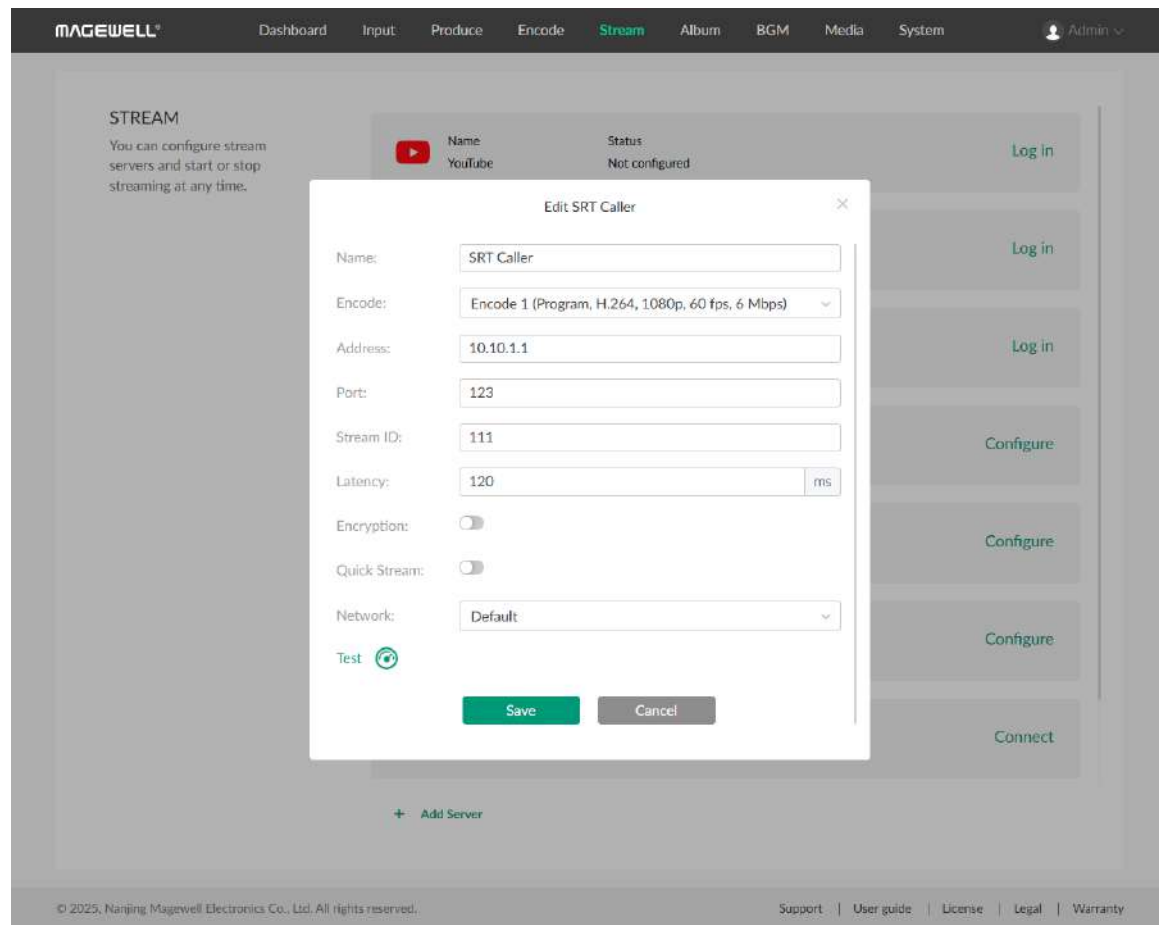 MAGEWELL®
Dashboard Input Produce Encode Stream Album BGM Media System Admin
STREAM
You can configure stream
servers and start or stop
streaming at any time.
Name Status
YouTube Not configured
Log in
Edit SRT Caller
Log in
Name: SRT Caller
Encode: Encode 1 (Program, H.264, 1080p, 60 fps, 6 Mbps)
Address: 10.10.1.1
Log in
Port: 123
Stream ID: 111
Configure
Latency: 120 ms
Encryption:
Configure
Quick Stream:
Network: Default
Configure
Test
Save Cancel
Connect
+ Add Server
© 2025, Nanjing Magewell Electronics Co., Ltd. All rights reserved.
Support | User guide | License | Legal | Warranty